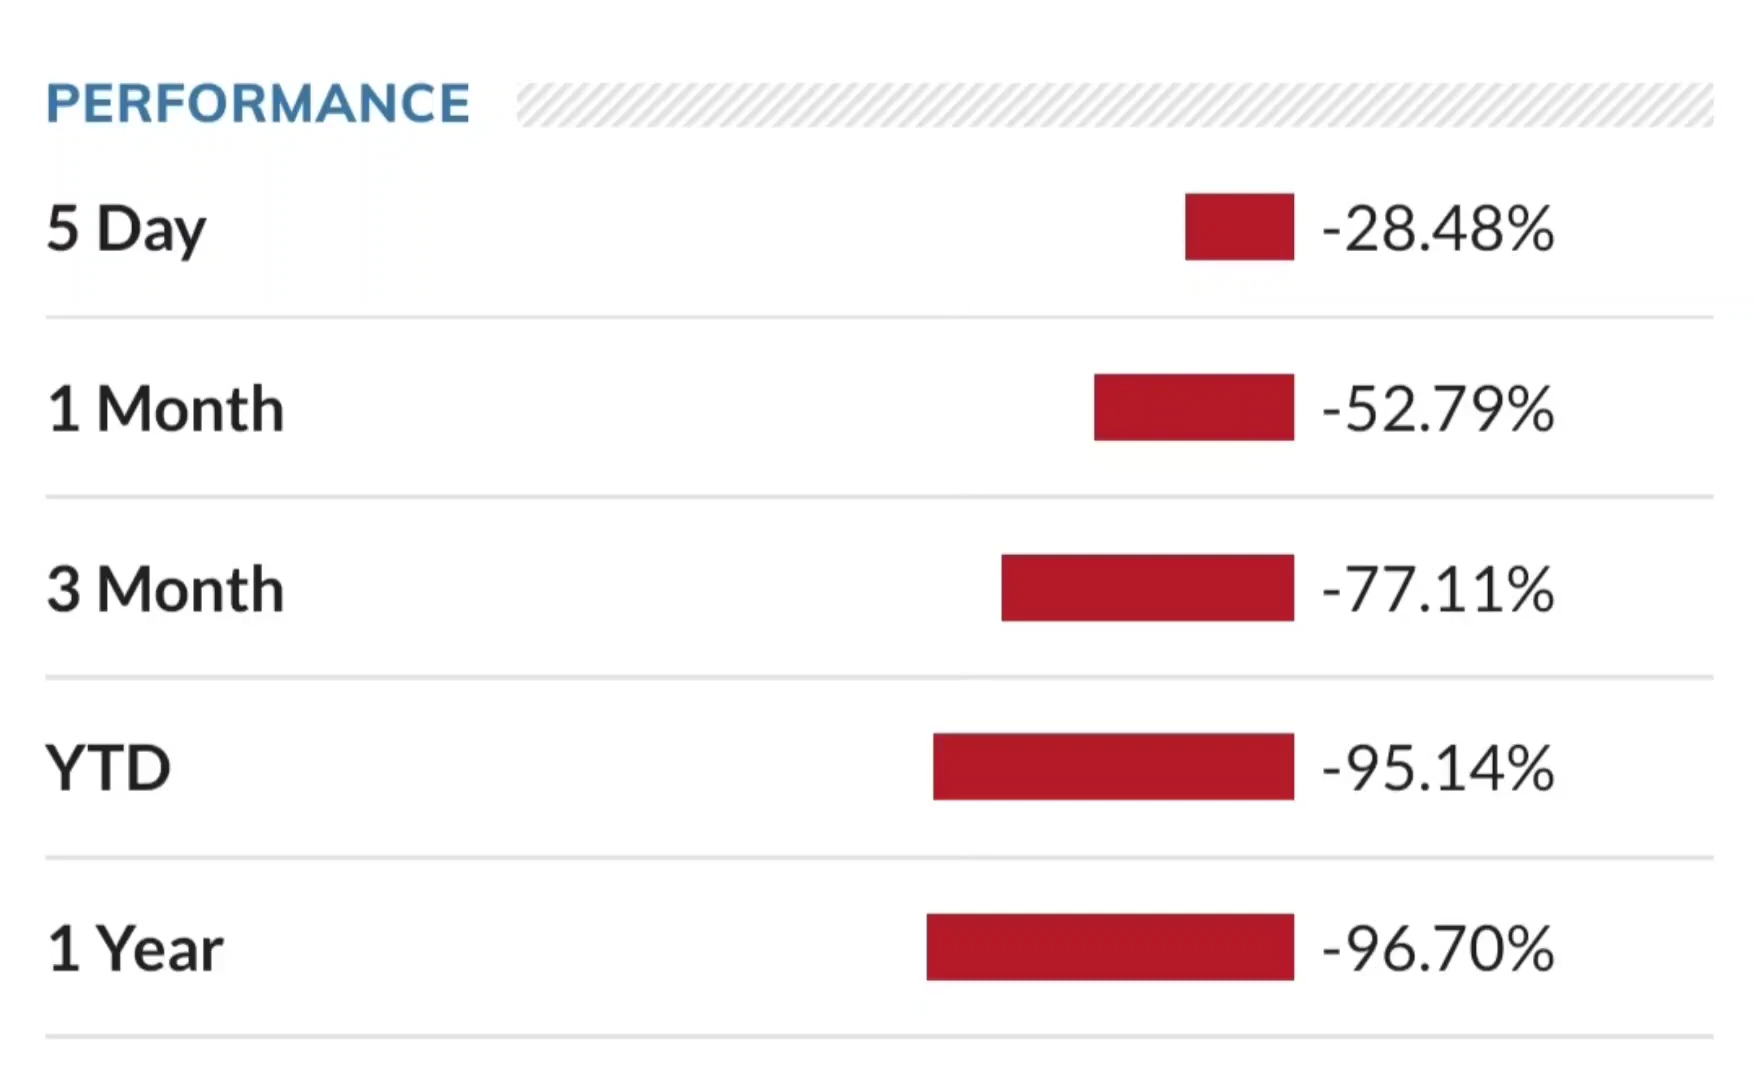 PERFORMANCE
5 Day -28.48%
1 Month -52.79%
3 Month -77.11%
YTD -95.14%
1 Year -96.70%